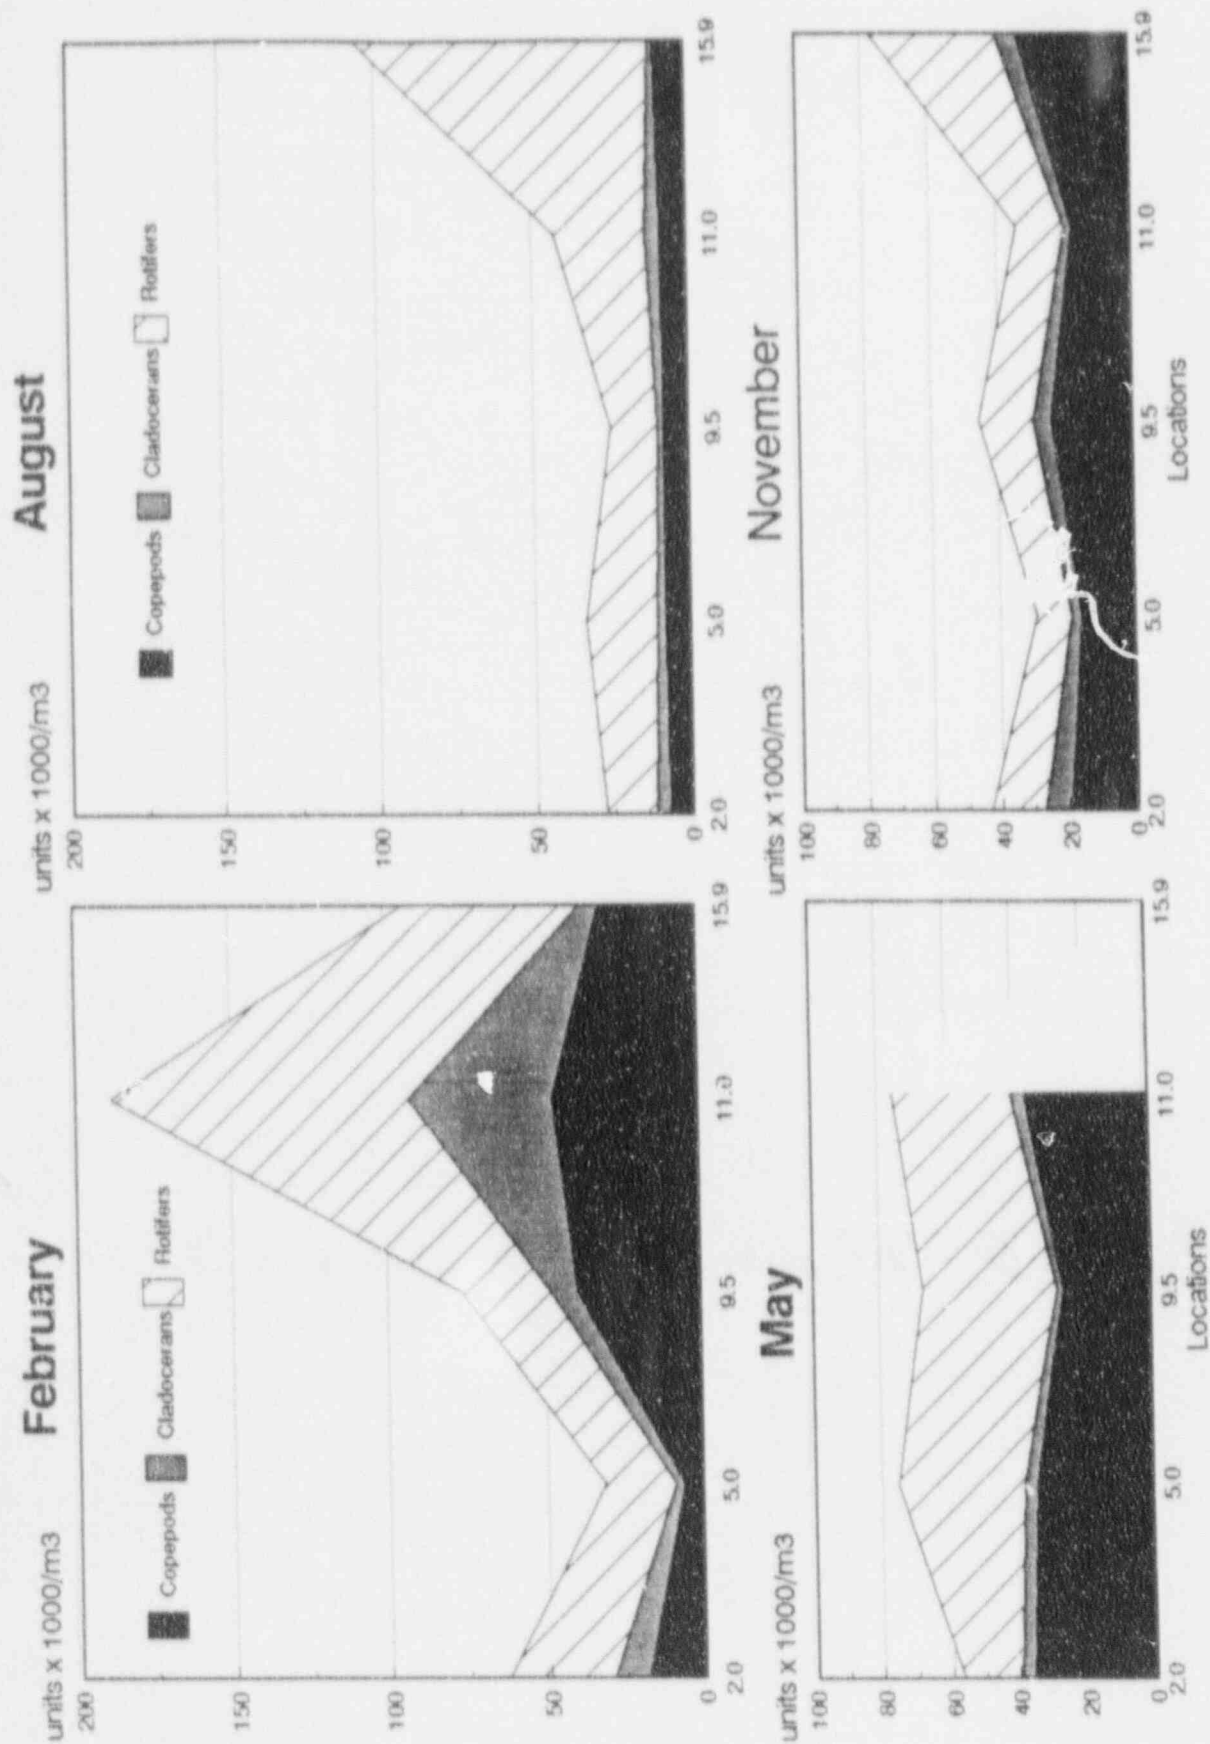 February
units x 1000/m3
Copepods Cladocerans Rotifers
200
150
100
50
0
2.0 5.0 9.5 11.0 15.9
August
units x 1000/m3
Copepods Cladocerans Rotifers
200
150
100
50
0
2.0 5.0 9.5 11.0 15.9
May
units x 1000/m3
100
80
60
40
20
0
2.0 5.0 9.5 11.0 15.9
Locations
November
units x 1000/m3
100
80
60
40
20
0
2.0 5.0 9.5 11.0 15.9
Locations